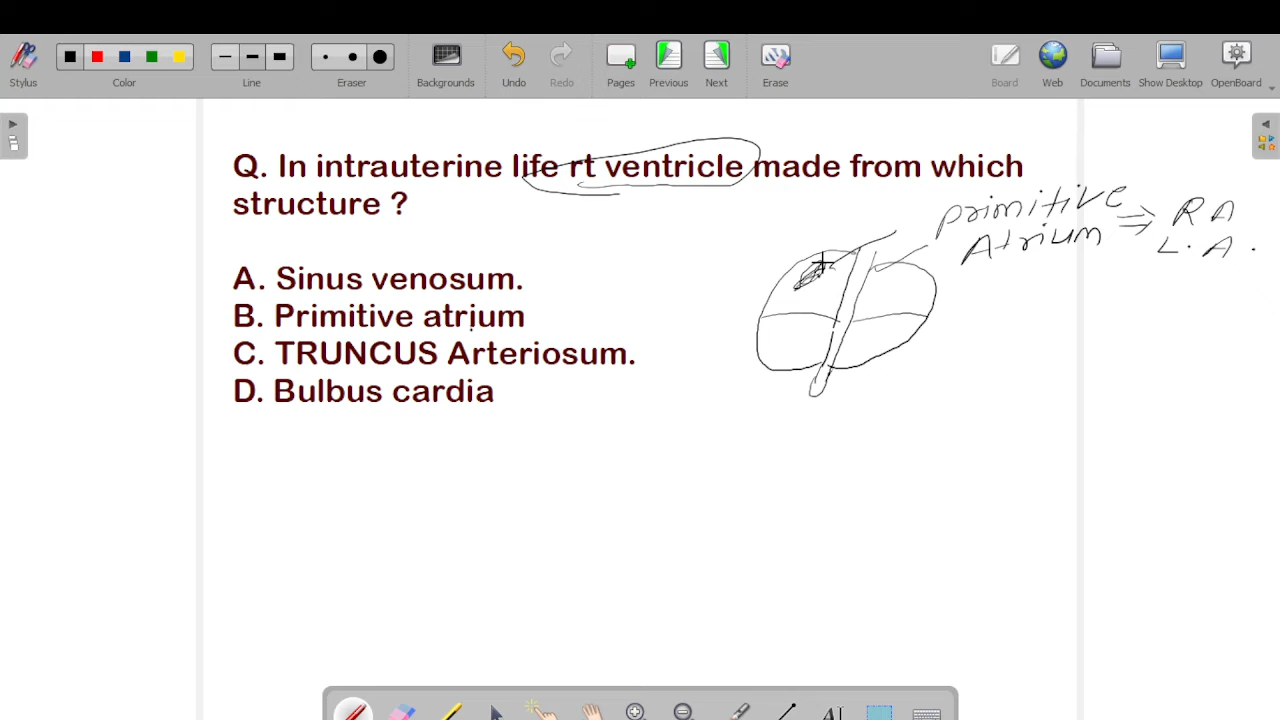 Stylus
Color
Line
Eraser
Backgrounds
Undo
Redo
Pages
Previous
Next
Erase
Board
Web
Documents
Show Desktop
OpenBoard
Q. In intrauterine life rt ventricle made from which
structure ?
A. Sinus venosum.
B. Primitive atrium
C. TRUNCUS Arteriosum.
D. Bulbus cardia
primitive
Atrium ⇒ R A
L. A.